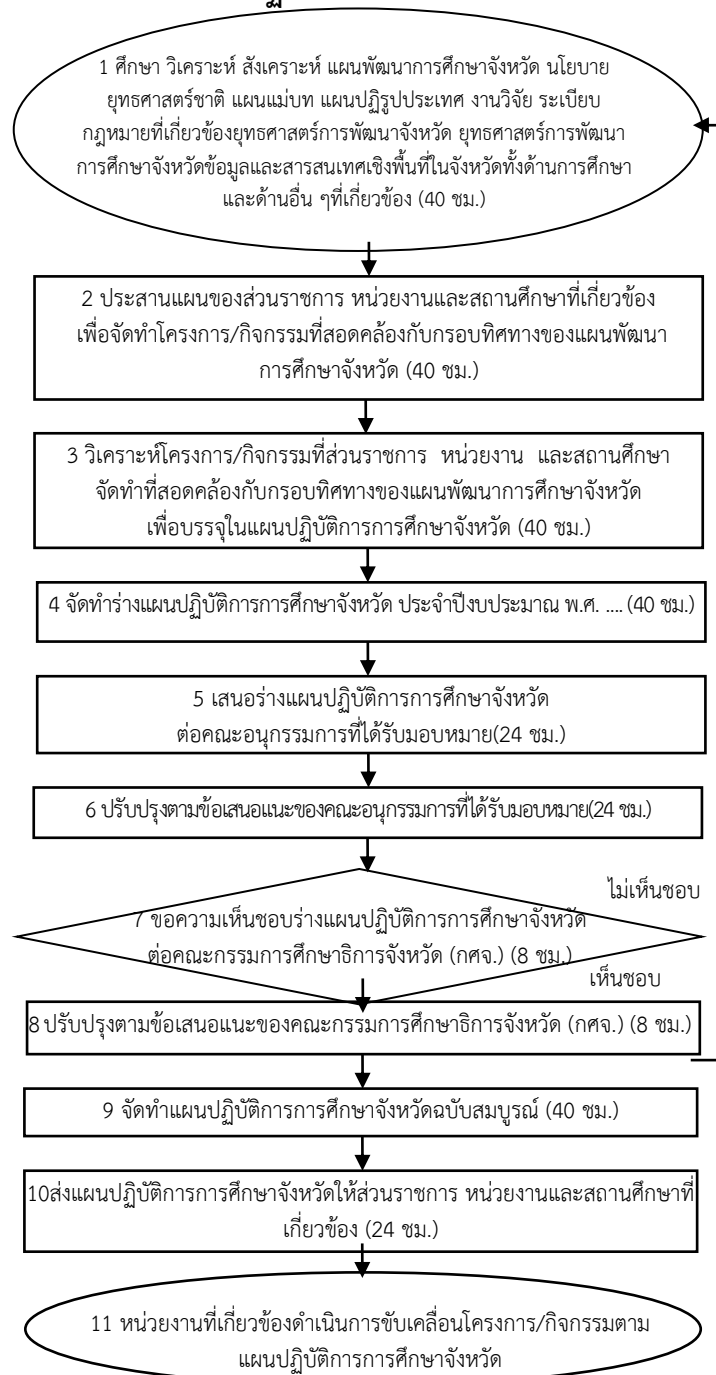 1 ศึกษา วิเคราะห์ สังเคราะห์ แผนพัฒนาการศึกษาจังหวัด นโยบาย
ยุทธศาสตร์ชาติ แผนแม่บท แผนปฏิรูปประเทศ งานวิจัย ระเบียบ
กฎหมายที่เกี่ยวข้องยุทธศาสตร์การพัฒนาจังหวัด ยุทธศาสตร์การพัฒนา
การศึกษาจังหวัดข้อมูลและสารสนเทศเชิงพื้นที่ในจังหวัดทั้งด้านการศึกษา
และด้านอื่น ๆที่เกี่ยวข้อง (40 ชม.)
2 ประสานแผนของส่วนราชการ หน่วยงานและสถานศึกษาที่เกี่ยวข้อง
เพื่อจัดทำโครงการ/กิจกรรมที่สอดคล้องกับกรอบทิศทางของแผนพัฒนา
การศึกษาจังหวัด (40 ชม.)
3 วิเคราะห์โครงการ/กิจกรรมที่ส่วนราชการ หน่วยงาน และสถานศึกษา
จัดทำที่สอดคล้องกับกรอบทิศทางของแผนพัฒนาการศึกษาจังหวัด
เพื่อบรรจุในแผนปฏิบัติการการศึกษาจังหวัด (40 ชม.)
4 จัดทำร่างแผนปฏิบัติการการศึกษาจังหวัด ประจำปีงบประมาณ พ.ศ. .... (40 ชม.)
5 เสนอร่างแผนปฏิบัติการการศึกษาจังหวัด
ต่อคณะอนุกรรมการที่ได้รับมอบหมาย(24 ชม.)
6 ปรับปรุงตามข้อเสนอแนะของคณะอนุกรรมการที่ได้รับมอบหมาย(24 ชม.)
ไม่เห็นชอบ
7 ขอความเห็นชอบร่างแผนปฏิบัติการการศึกษาจังหวัด
ต่อคณะกรรมการศึกษาธิการจังหวัด (กศจ.) (8 ชม.)
เห็นชอบ
8 ปรับปรุงตามข้อเสนอแนะของคณะกรรมการศึกษาธิการจังหวัด (กศจ.) (8 ชม.)
9 จัดทำแผนปฏิบัติการการศึกษาจังหวัดฉบับสมบูรณ์ (40 ชม.)
10ส่งแผนปฏิบัติการการศึกษาจังหวัดให้ส่วนราชการ หน่วยงานและสถานศึกษาที่
เกี่ยวข้อง (24 ชม.)
11 หน่วยงานที่เกี่ยวข้องดำเนินการขับเคลื่อนโครงการ/กิจกรรมตาม
แผนปฏิบัติการการศึกษาจังหวัด